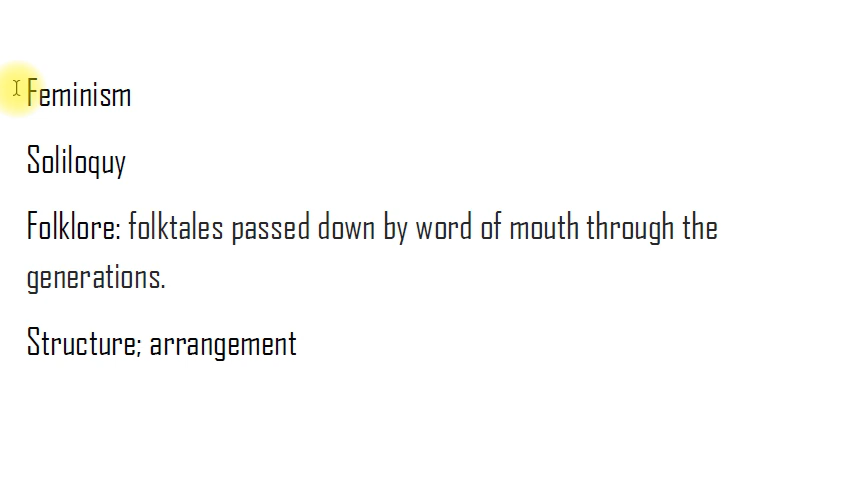 Feminism
Soliloquy
Folklore: folktales passed down by word of mouth through the
generations.
Structure; arrangement